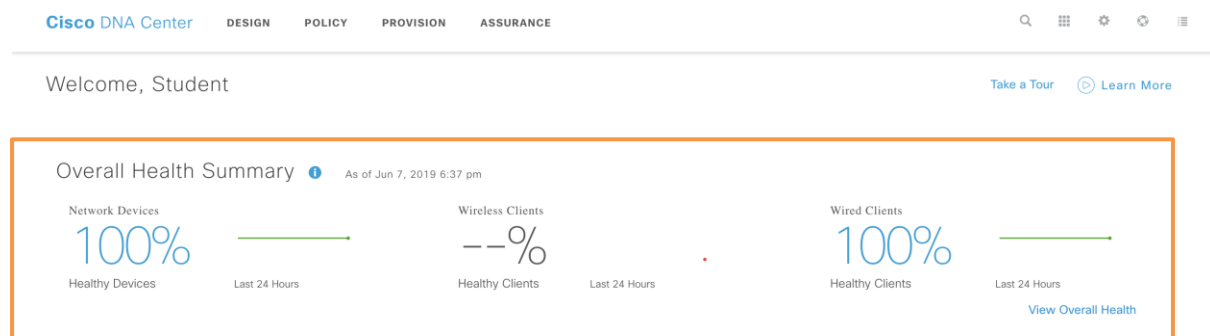 Cisco DNA Center DESIGN POLICY PROVISION ASSURANCE
Welcome, Student
Take a Tour Learn More
Overall Health Summary As of Jun 7, 2019 6:37 pm
Network Devices
100%
Healthy Devices Last 24 Hours
Wireless Clients
--%
Healthy Clients Last 24 Hours
Wired Clients
100%
Healthy Clients Last 24 Hours
View Overall Health